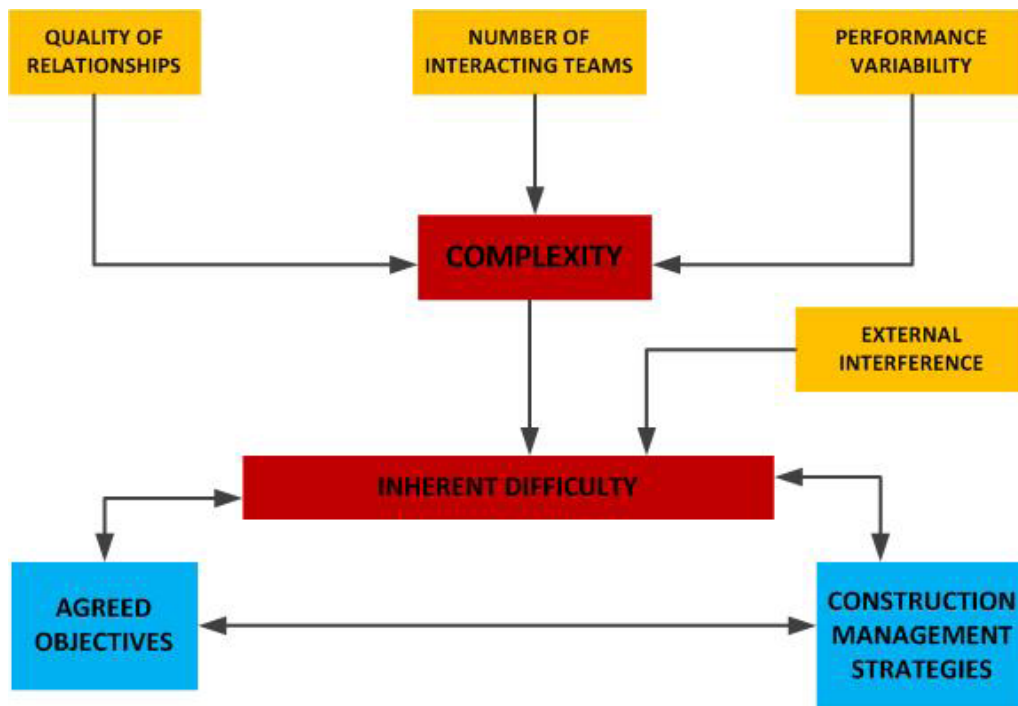 QUALITY OF
RELATIONSHIPS
NUMBER OF
INTERACTING TEAMS
PERFORMANCE
VARIABILITY
COMPLEXITY
EXTERNAL
INTERFERENCE
INHERENT DIFFICULTY
AGREED
OBJECTIVES
CONSTRUCTION
MANAGEMENT
STRATEGIES